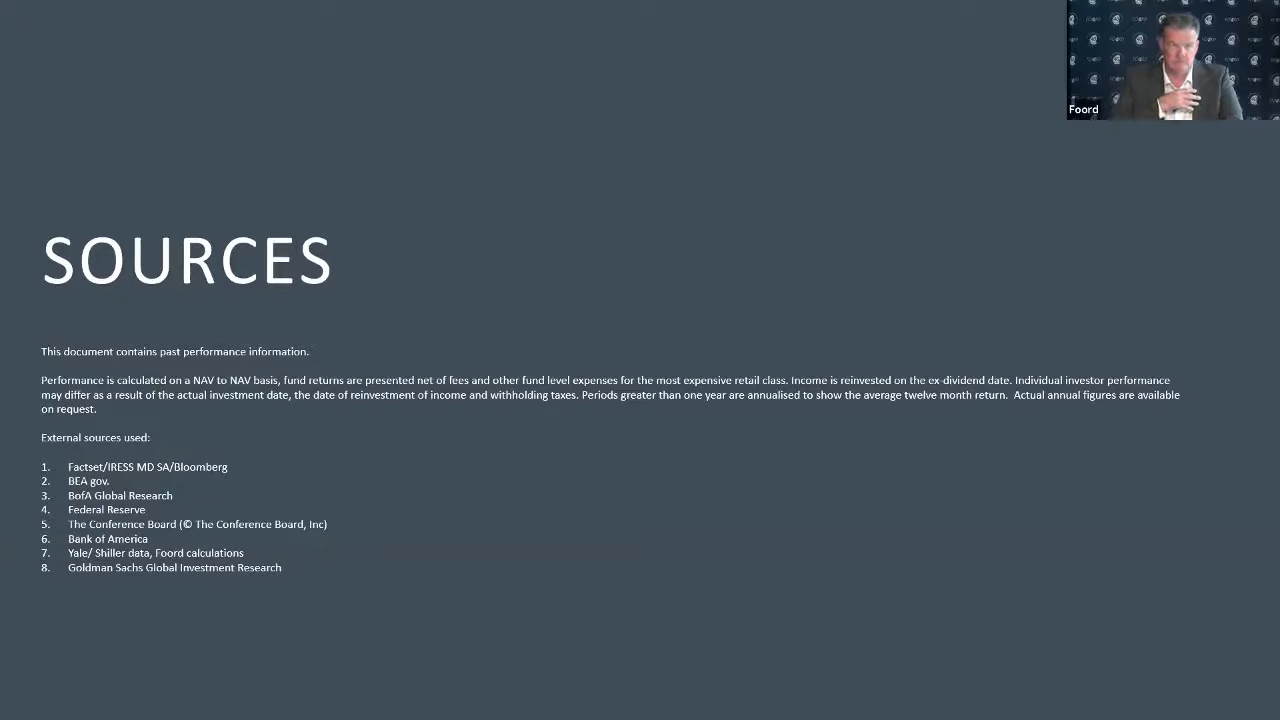 Foord
SOURCES
This document contains past performance information.
Performance is calculated on a NAV to NAV basis, fund returns are presented net of fees and other fund level expenses for the most expensive retail class. Income is reinvested on the ex-dividend date. Individual investor performance
may differ as a result of the actual investment date, the date of reinvestment of income and withholding taxes. Periods greater than one year are annualised to show the average twelve month return.  Actual annual figures are available
on request.
External sources used:
1. Factset/IRESS MD SA/Bloomberg
2. BEA gov.
3. BofA Global Research
4. Federal Reserve
5. The Conference Board (© The Conference Board, Inc)
6. Bank of America
7. Yale/ Shiller data, Foord calculations
8. Goldman Sachs Global Investment Research